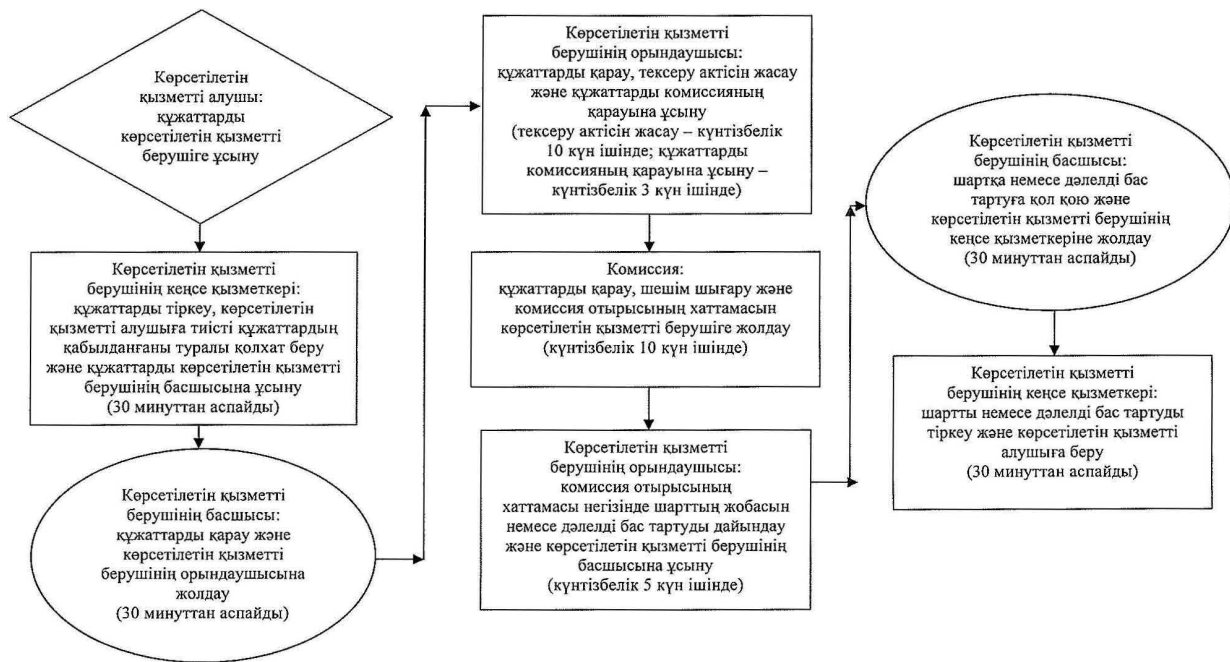 Көрсетілетін
қызметті алушы:
құжаттарды
көрсетілетін қызметті
берушіге ұсыну
Көрсетілетін қызметті
берушінің кеңсе қызметкері:
құжаттарды тіркеу, көрсетілетін
қызметті алушыға тиісті құжаттардың
қабылданғаны туралы қолхат беру
және құжаттарды көрсетілетін қызметті
берушінің басшысына ұсыну
(30 минуттан аспайды)
Көрсетілетін қызметті
берушінің басшысы:
құжаттарды қарау және
көрсетілетін қызметті
берушінің орындаушысына
жолдау
(30 минуттан аспайды)
Көрсетілетін қызметті
берушінің орындаушысы:
құжаттарды қарау, тексеру актісін жасау
және құжаттарды комиссияның
қарауына ұсыну
(тексеру актісін жасау – күнтізбелік
10 күн ішінде; құжаттарды
комиссияның қарауына ұсыну –
күнтізбелік 3 күн ішінде)
Комиссия:
құжаттарды қарау, шешім шығару және
комиссия отырысының хаттамасын
көрсетілетін қызметті берушіге жолдау
(күнтізбелік 10 күн ішінде)
Көрсетілетін қызметті
берушінің орындаушысы:
комиссия отырысының
хаттамасы негізінде шарттың жобасын
немесе дәлелді бас тартуды дайындау
және көрсетілетін қызметті берушінің
басшысына ұсыну
(күнтізбелік 5 күн ішінде)
Көрсетілетін қызметті
берушінің басшысы:
шартқа немесе дәлелді бас
тартуға қол қою және
көрсетілетін қызметті берушінің
кеңсе қызметкеріне жолдау
(30 минуттан аспайды)
Көрсетілетін қызметті
берушінің кеңсе қызметкері:
шартты немесе дәлелді бас тартуды
тіркеу және көрсетілетін қызметті
алушыға беру
(30 минуттан аспайды)